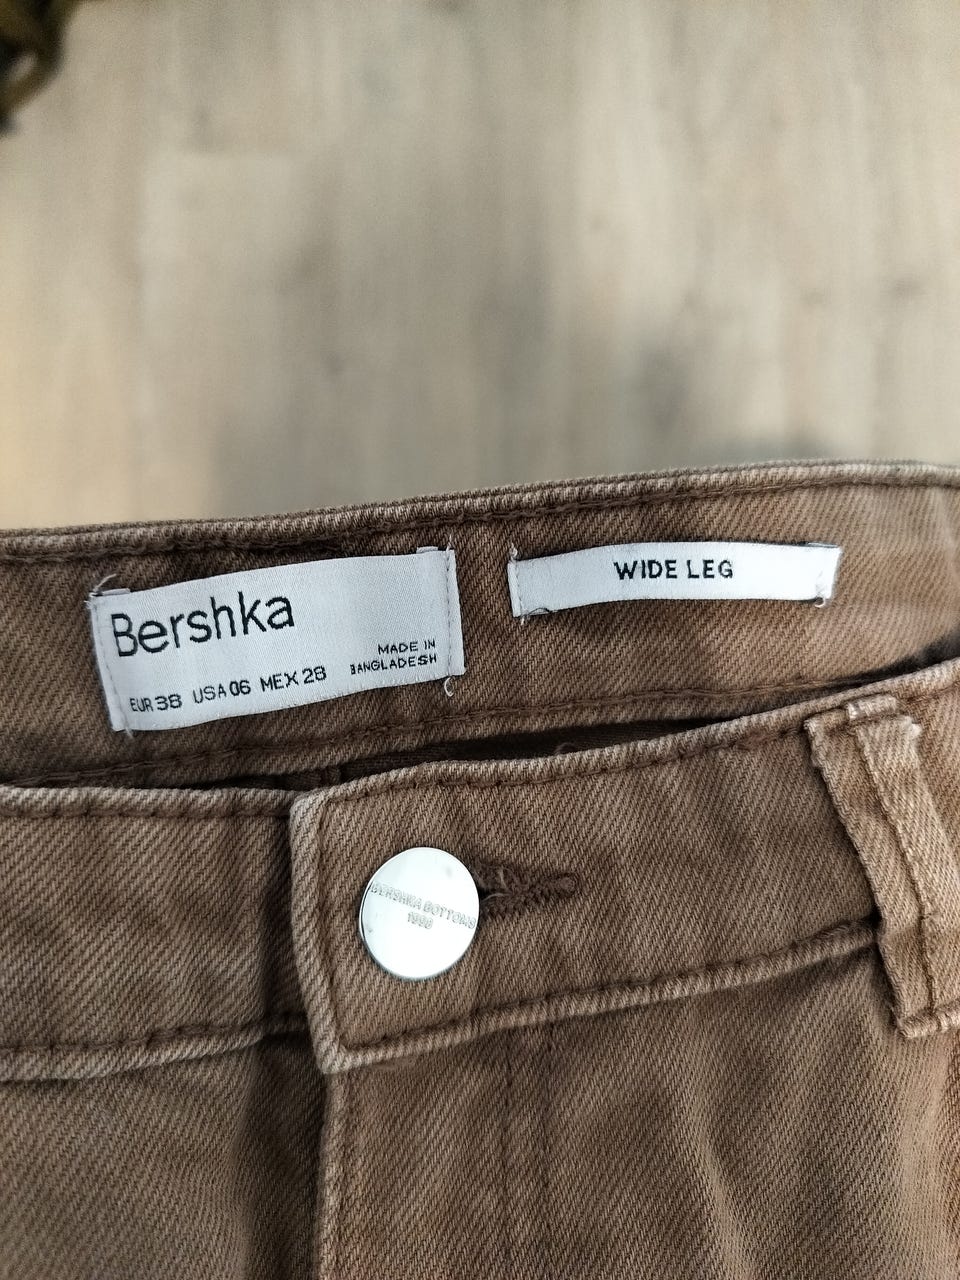 Bershka
MADE IN
BANGLADESH
EUR 38 USA 06 MEX 28
WIDE LEG
BERSHKA BOTTOMS
1998